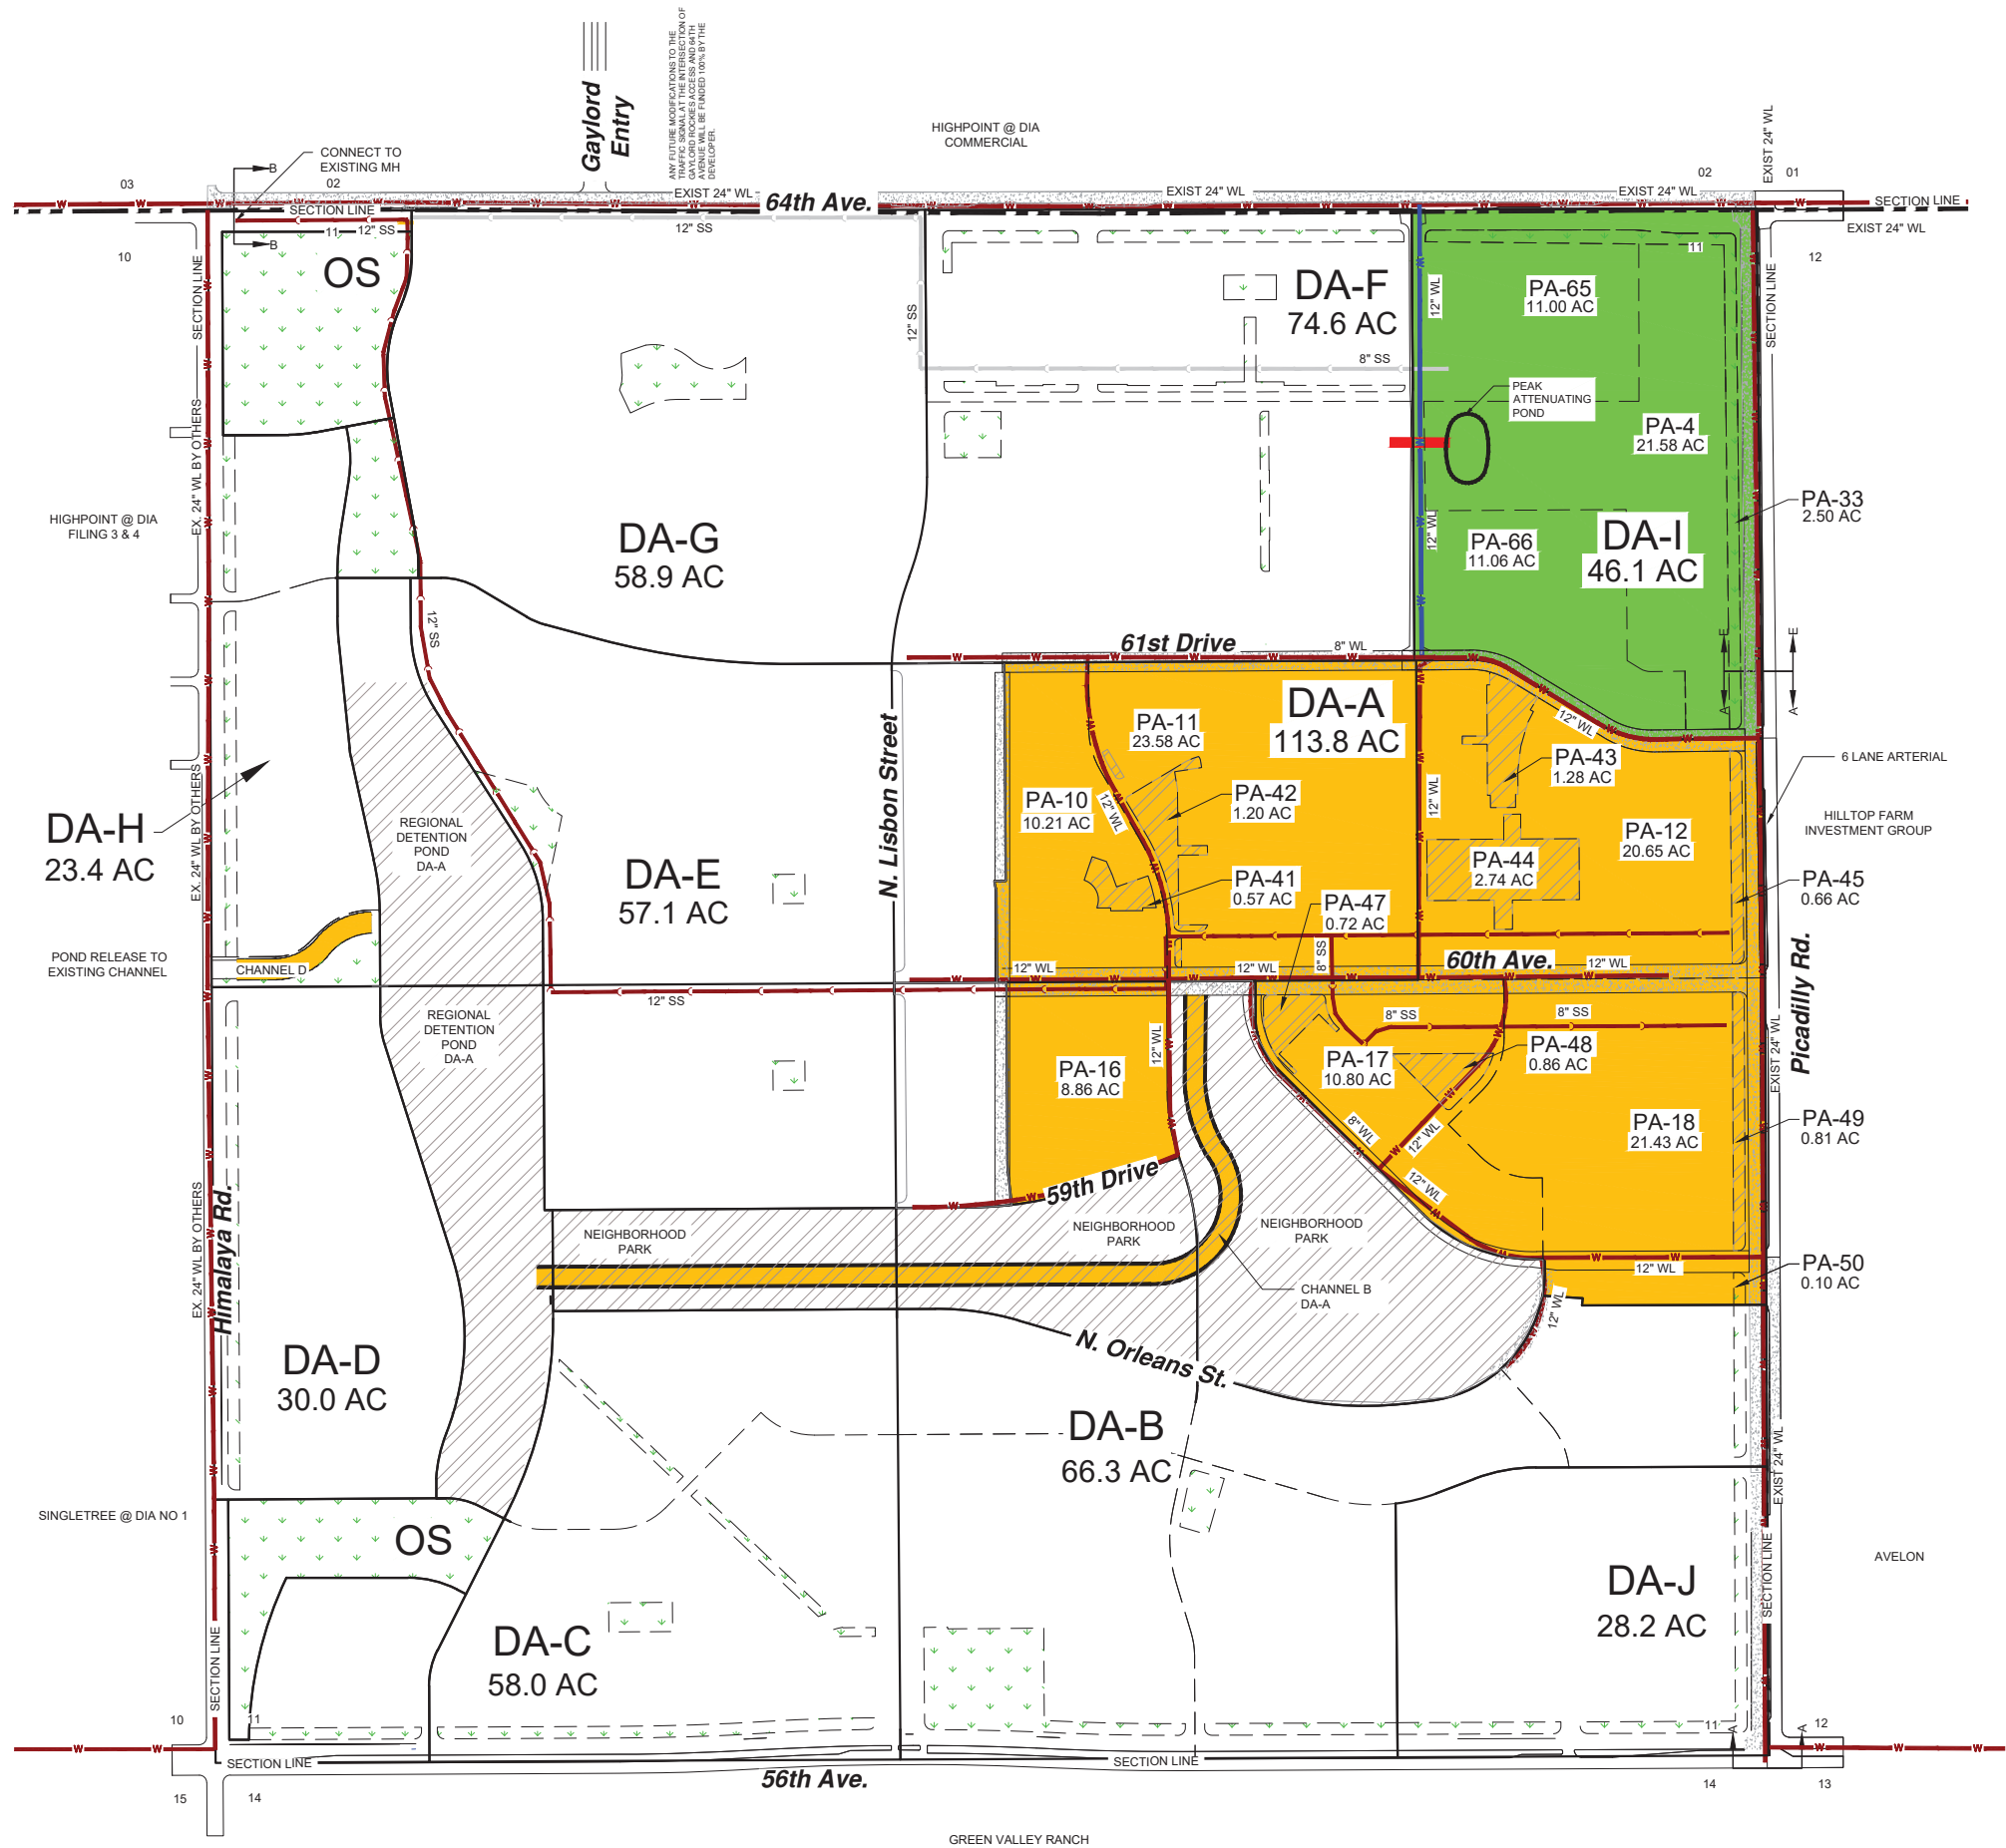 Gaylord
Entry
ANY FUTURE MODIFICATIONS TO THE
TRAFFIC SIGNAL AT THE INTERSECTION OF
GAYLORD ROCKIES ACCESS AND 64TH
AVENUE WILL BE FUNDED 100% BY THE
DEVELOPER.
HIGHPOINT @ DIA
COMMERCIAL
EXIST 24" WL
CONNECT TO
EXISTING MH
B
B
03
02
02
01
EXIST 24" WL
64th Ave.
EXIST 24" WL
EXIST 24" WL
SECTION LINE
SECTION LINE
EXIST 24" WL
11
12" SS
12" SS
11
10
12
OS
SECTION LINE
SECTION LINE
12" SS
DA-F
74.6 AC
12" WL
8" SS
PA-65
11.00 AC
PEAK
ATTENUATING
POND
PA-4
21.58 AC
PA-33
2.50 AC
EX. 24" WL BY OTHERS
HIGHPOINT @ DIA
FILING 3 & 4
DA-G
58.9 AC
12" WL
PA-66
11.06 AC
DA-I
46.1 AC
12" SS
61st Drive
8" WL
E
E
A
A
DA-A
113.8 AC
PA-11
23.58 AC
12" WL
PA-43
1.28 AC
6 LANE ARTERIAL
N. Lisbon Street
PA-10
10.21 AC
12" WL
PA-42
1.20 AC
12" WL
HILLTOP FARM
INVESTMENT GROUP
PA-12
20.65 AC
DA-H
23.4 AC
EX. 24" WL BY OTHERS
REGIONAL
DETENTION
POND
DA-A
DA-E
57.1 AC
PA-44
2.74 AC
PA-41
0.57 AC
PA-47
0.72 AC
PA-45
0.66 AC
8" SS
60th Ave.
Picadilly Rd.
POND RELEASE TO
EXISTING CHANNEL
CHANNEL D
12" WL
12" WL
12" WL
12" SS
REGIONAL
DETENTION
POND
DA-A
8" SS
8" SS
12" WL
PA-16
8.86 AC
PA-17
10.80 AC
PA-48
0.86 AC
EXIST 24" WL
PA-18
21.43 AC
PA-49
0.81 AC
8" WL
12" WL
12" WL
59th Drive
EX. 24" WL BY OTHERS
Himalaya Rd.
NEIGHBORHOOD
PARK
NEIGHBORHOOD
PARK
NEIGHBORHOOD
PARK
12" WL
PA-50
0.10 AC
CHANNEL B
DA-A
12" WL
N. Orleans St.
DA-D
30.0 AC
DA-B
66.3 AC
EXIST 24" WL
SINGLETREE @ DIA NO 1
OS
SECTION LINE
AVELON
DA-J
28.2 AC
DA-C
58.0 AC
SECTION LINE
10
11
11
A
A
12
SECTION LINE
SECTION LINE
56th Ave.
15
14
14
13
GREEN VALLEY RANCH